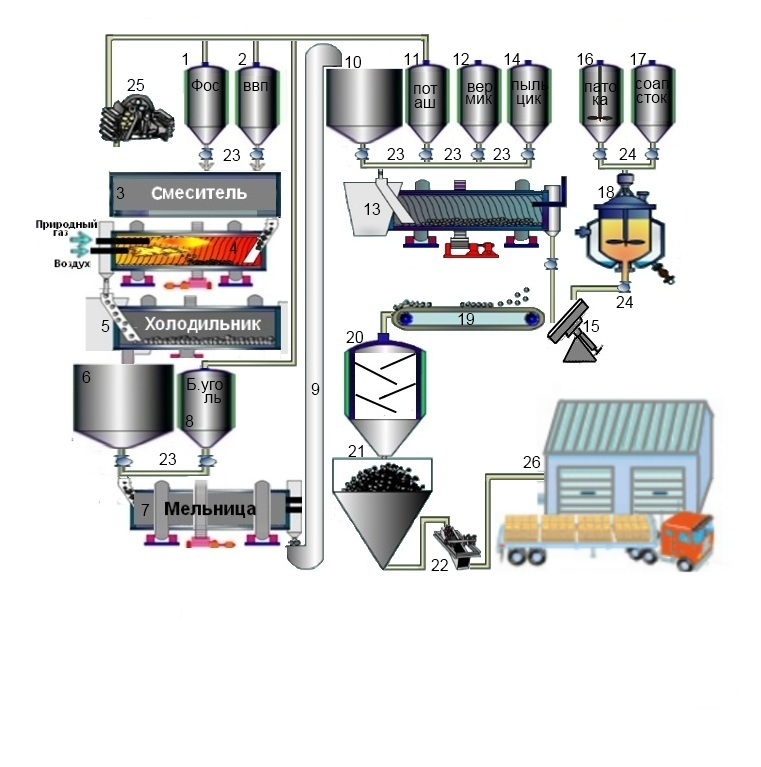 1 2 10 11 12 14 16 17
25
Фос ввп
пот
аш
вер
мик
пыль
цик
пато
ка
соап
сток
23 23 23 23 24
3 Смеситель
18
13
Природный
газ
4
Воздух
24
5 Холодильник
19 15
20
6 Б.уго
ль
8
9
23
21
26
7 Мельница
22